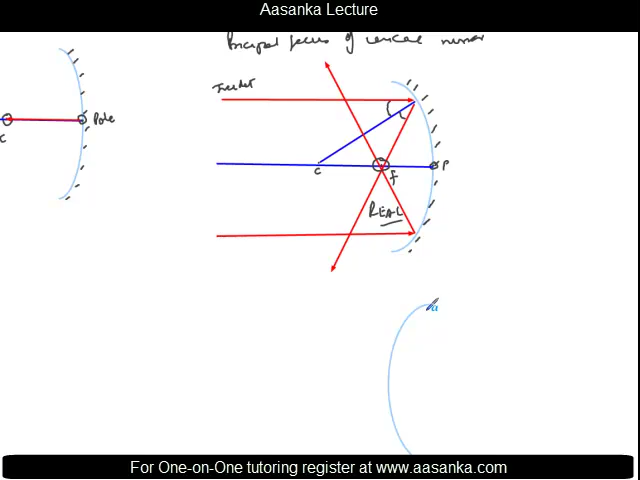 Aasanka Lecture
Principal focus of concave mirror
Incident
Pole
C
C
f
P
REAL
For One-on-One tutoring register at www.aasanka.com